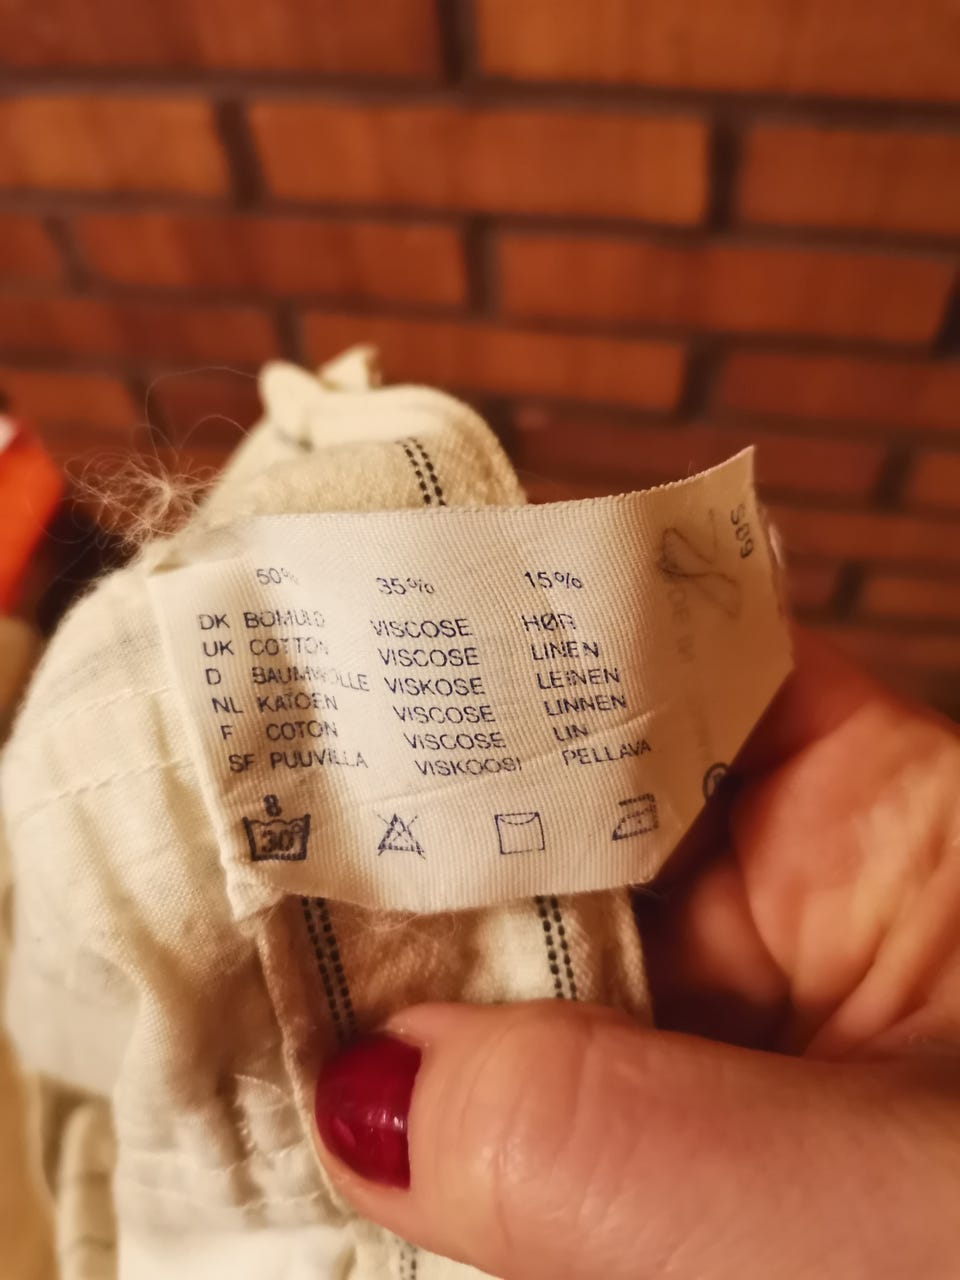 50% 35% 15%
DK BOMULD VISCOSE HØR
UK COTTON VISCOSE LINEN
D BAUMWOLLE VISKOSE LEINEN
NL KATOEN VISCOSE LINNEN
F COTON VISCOSE LIN
SF PUUVILLA VISKOOSI PELLAVA
8
30°